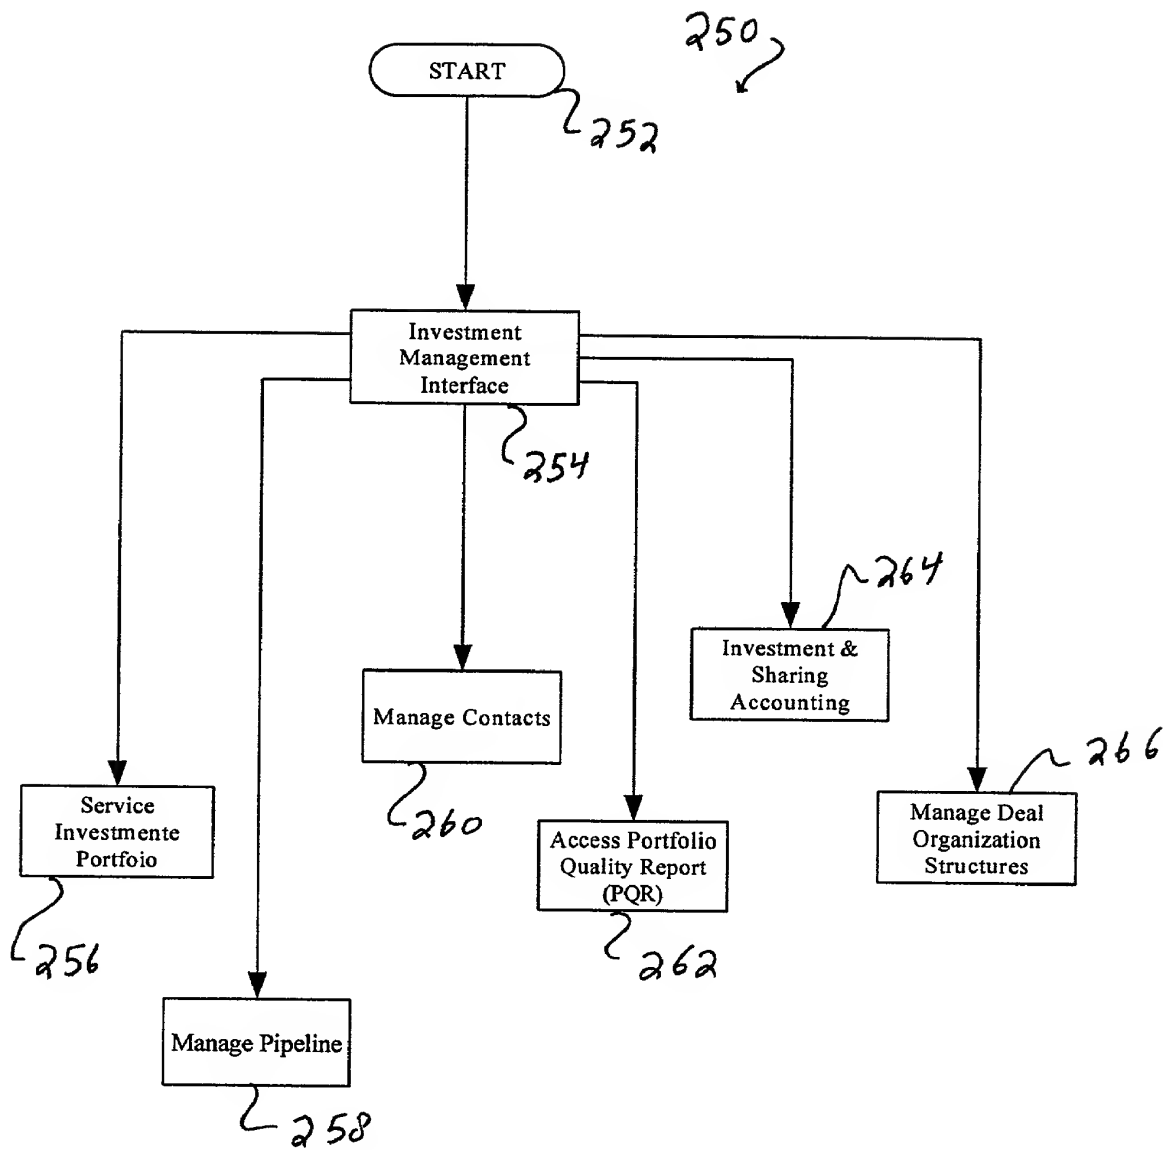 250
START
252
Investment
Management
Interface
254
264
Investment &
Sharing
Accounting
Manage Contacts
260
266
Service
Investmente
Portfoio
256
Access Portfolio
Quality Report
(PQR)
262
Manage Deal
Organization
Structures
Manage Pipeline
258